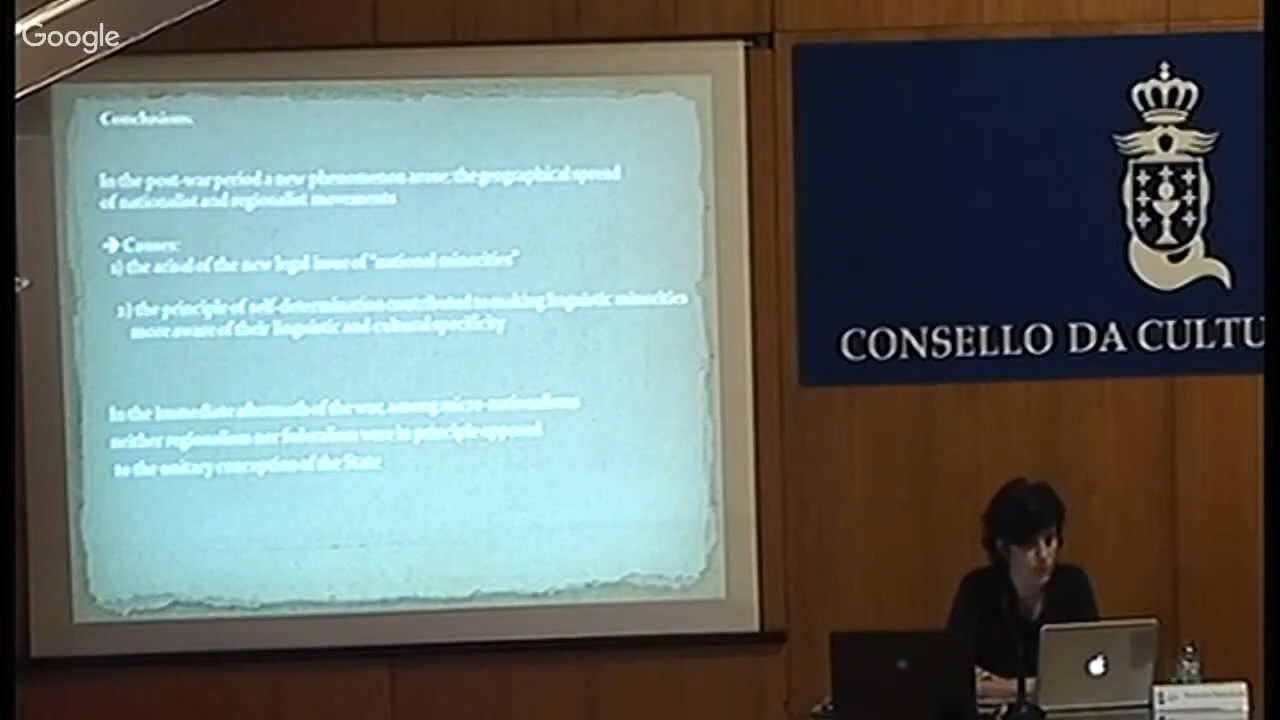 Google
Conclusions
In the post-war period a new phenomenon arose: the geographical spread
of nationalist and regionalist movements
→ Causes:
1) the arival of the new legal issue of "national minorities"
2) the principle of self-determination contributed to making linguistic minorities
more aware of their linguistic and cultural specificity
In the immediate aftermath of the war, among micro-nationalisms
neither regionalism nor federalism were in principle opposed
to the unitary conception of the State
CONSELLO DA CULTU